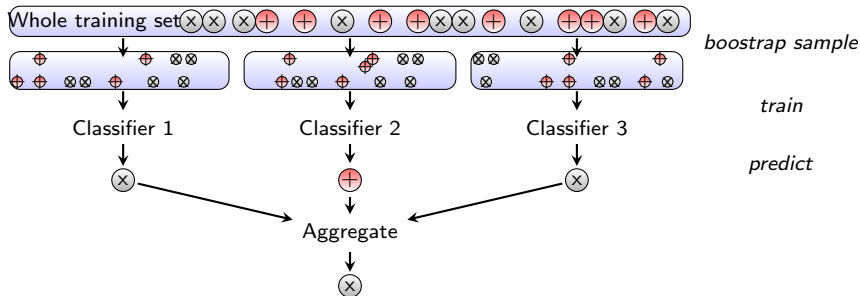 Whole training set x x x + + x + + x x + x + + x + x
boostrap sample
train
Classifier 1 Classifier 2 Classifier 3
predict
x + x
Aggregate
x